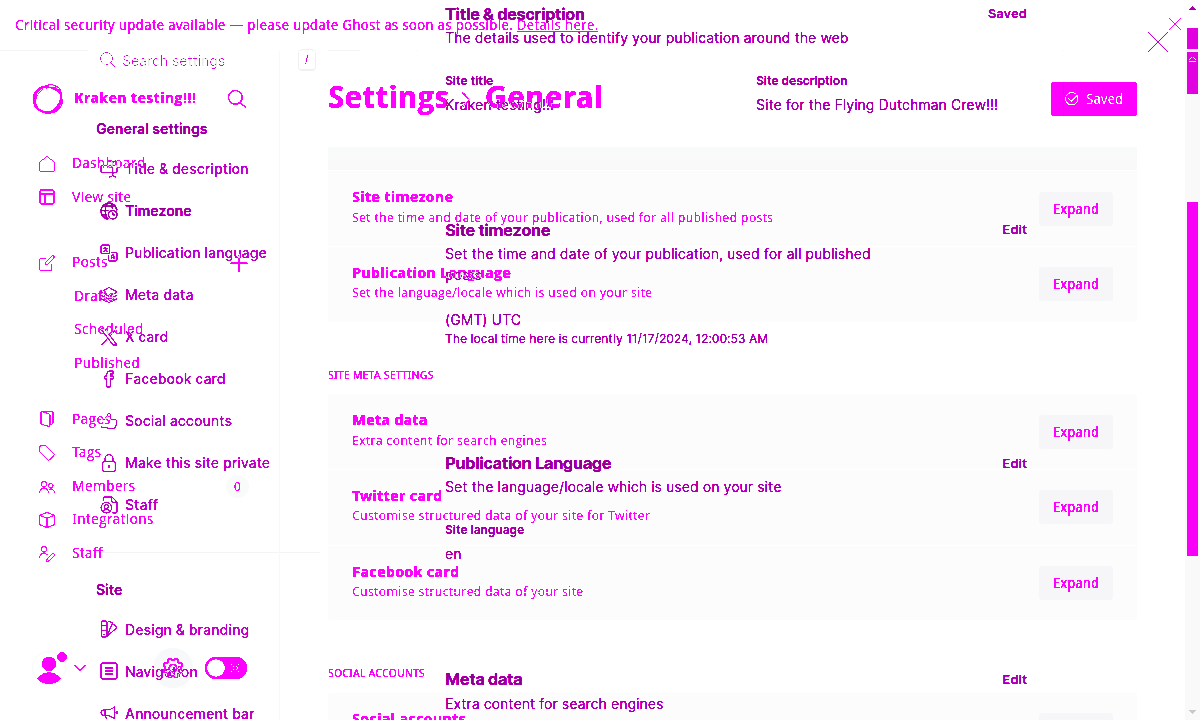 Title & description
Saved
Critical security update available — please update Ghost as soon as possible. Details here.
The details used to identify your publication around the web
Search settings
/
Site title
Site description
Kraken testing!!!
Settings
General
Kraken testing!!!
Site for the Flying Dutchman Crew!!!
Saved
General settings
Dashboard
Title & description
View site
Timezone
Site timezone
Set the time and date of your publication, used for all published posts
Expand
Site timezone
Edit
Set the time and date of your publication, used for all published
posts
Publication language
Posts
Publication Language
Set the language/locale which is used on your site
Expand
Drafts
Meta data
(GMT) UTC
The local time here is currently 11/17/2024, 12:00:53 AM
Scheduled
X card
Published
Facebook card
SITE META SETTINGS
Pages
Social accounts
Meta data
Extra content for search engines
Expand
Tags
Make this site private
Publication Language
Edit
Set the language/locale which is used on your site
Members
0
Twitter card
Customise structured data of your site for Twitter
Expand
Staff
Integrations
Site language
en
Staff
Facebook card
Customise structured data of your site
Expand
Site
Design & branding
Navigation
SOCIAL ACCOUNTS
Meta data
Edit
Extra content for search engines
Announcement bar
Social accounts